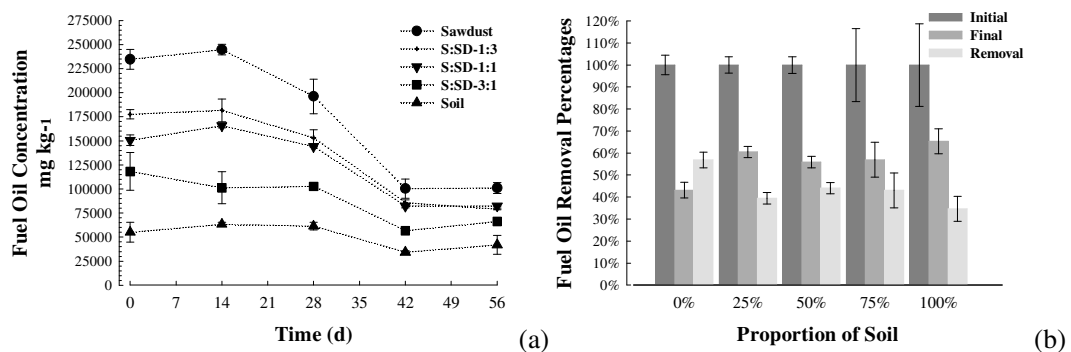 275000
250000
225000
200000
175000
150000
125000
100000
75000
50000
25000
0
Fuel Oil Concentration
mg kg-1
Sawdust
S:SD-1:3
S:SD-1:1
S:SD-3:1
Soil
0 7 14 21 28 35 42 49 56
Time (d)
(a)
120%
110%
100%
90%
80%
70%
60%
50%
40%
30%
20%
10%
0%
Fuel Oil Removal Percentages
Initial
Final
Removal
0% 25% 50% 75% 100%
Proportion of Soil
(b)